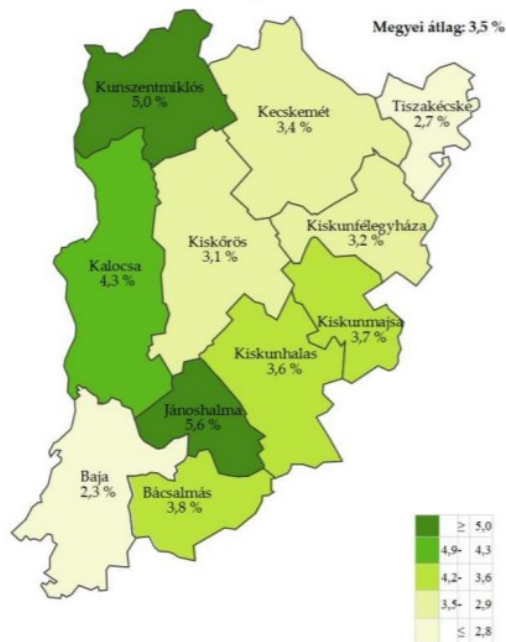 Megyei átlag: 3,5 %
Kunszentmiklós
5,0 %
Kecskemét
3,4 %
Tiszakécske
2,7 %
Kalocsa
4,3 %
Kiskőrös
3,1 %
Kiskunfélegyháza
3,2 %
Kiskunmajsa
3,7 %
Kiskunhalas
3,6 %
Jánoshalma
5,6 %
Baja
2,3 %
Bácsalmás
3,8 %
≥ 5,0
4,9- 4,3
4,2- 3,6
3,5- 2,9
≤ 2,8